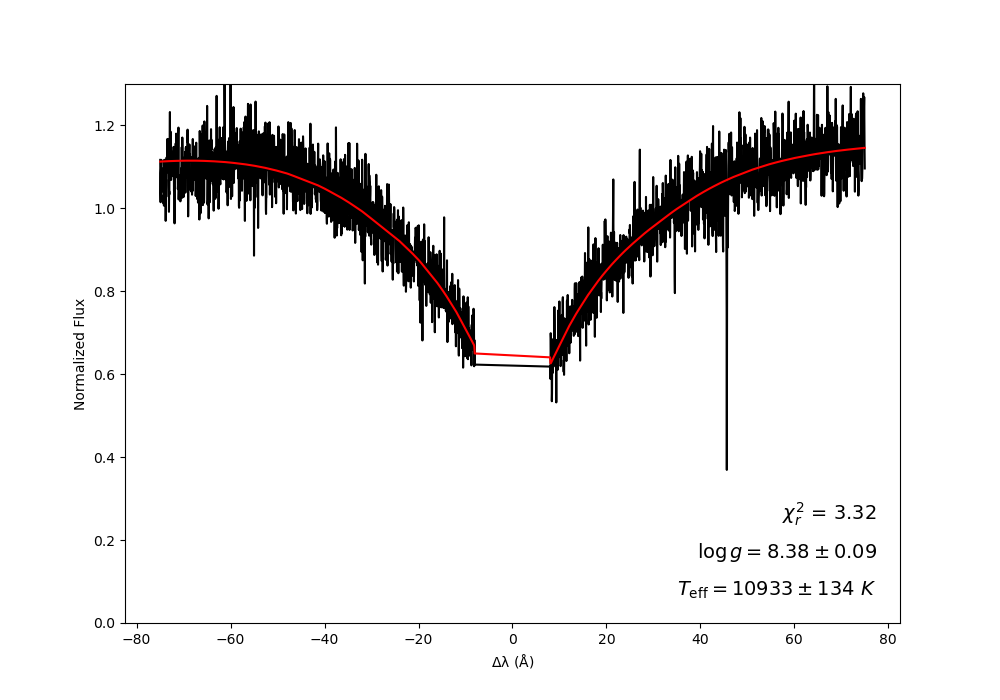 1.2
1.0
0.8
0.6
0.4
0.2
0.0
Normalized Flux
χ²ᵣ = 3.32
log g = 8.38 ± 0.09
T_eff = 10933 ± 134 K
−80 −60 −40 −20 0 20 40 60 80
Δλ (Å)